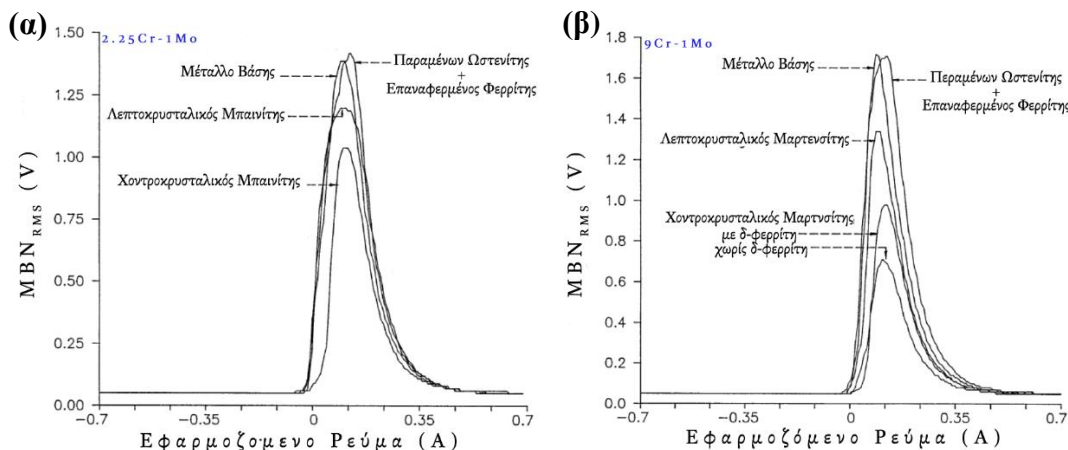 (α)
2.25Cr-1Mo
MBN RMS (V)
1.50
1.25
1.00
0.75
0.50
0.25
0.00
Μέταλλο Βάσης
Παραμένων Ωστενίτης
+
Επαναφερμένος Φερρίτης
Λεπτοκρυσταλικός Μπαινίτης
Χοντροκρυσταλικός Μπαινίτης
−0.7 −0.35 0 0.35 0.7
Εφαρμοζομενο Ρεύμα (A)
(β)
9Cr-1Mo
MBN RMS (V)
1.8
1.6
1.4
1.2
1.0
0.8
0.6
0.4
0.2
0.0
Μέταλλο Βάσης
Περαμένων Ωστενίτης
+
Επαναφερμένος Φερρίτης
Λεπτοκρυσταλικός Μαρτενσίτης
Χοντροκρυσταλικός Μαρτνσίτης
με δ-φερρίτη
χωρίς δ-φερρίτη
−0.7 −0.35 0 0.35 0.7
Εφαρμοζόμενο Ρεύμα (A)